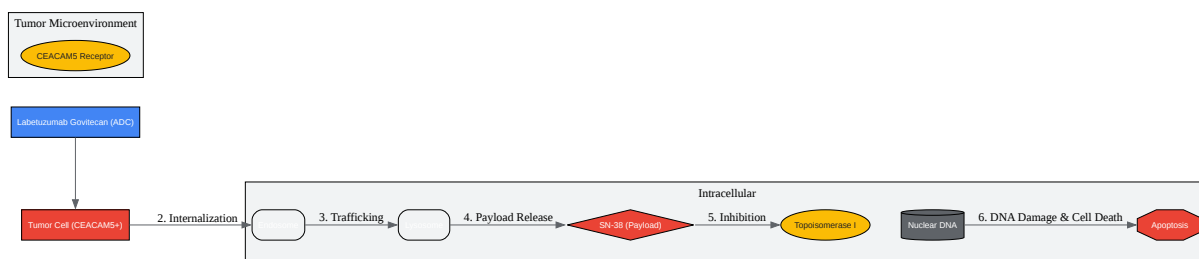 Tumor Microenvironment
CEACAM5 Receptor
Labetuzumab Govitecan (ADC)
Intracellular
Tumor Cell (CEACAM5+)
2. Internalization
3. Trafficking
4. Payload Release
SN-38 (Payload)
5. Inhibition
Topoisomerase I
Nuclear DNA
6. DNA Damage & Cell Death
Apoptosis